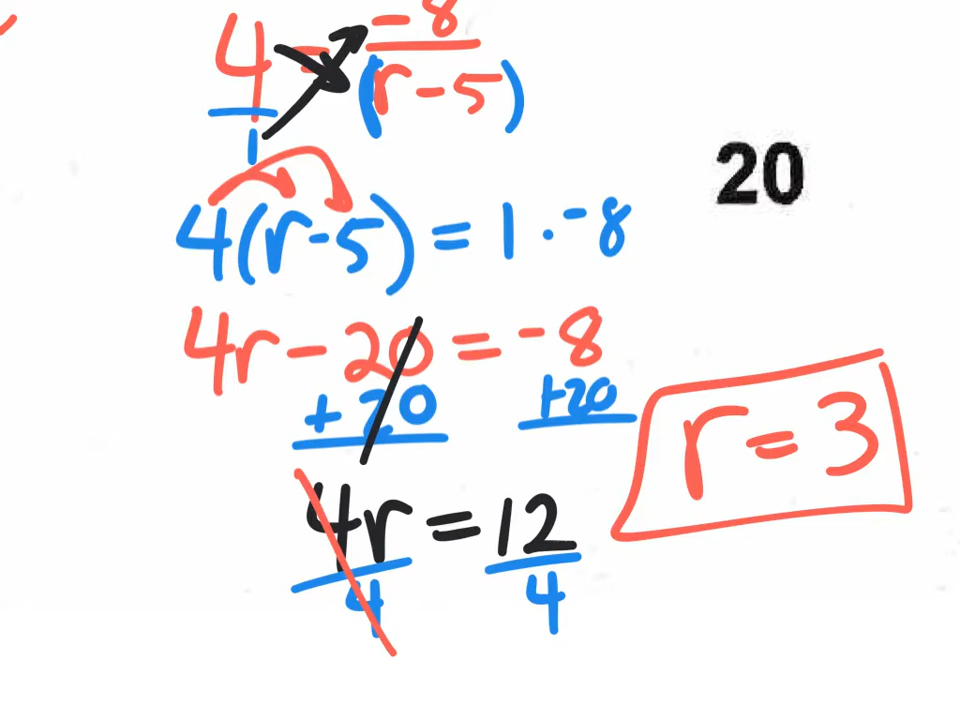 4/1 = -8/(r-5)
20
4(r-5) = 1 · -8
4r - 20 = -8
+20 +20
r = 3
4r = 12
4 4